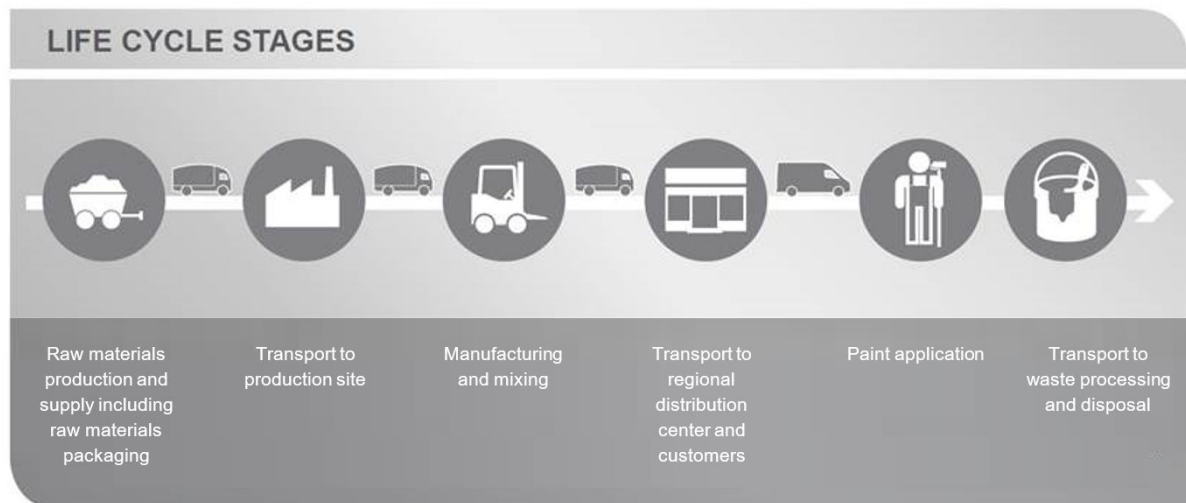 LIFE CYCLE STAGES
Raw materials
production and
supply including
raw materials
packaging
Transport to
production site
Manufacturing
and mixing
Transport to
regional
distribution
center and
customers
Paint application
Transport to
waste processing
and disposal